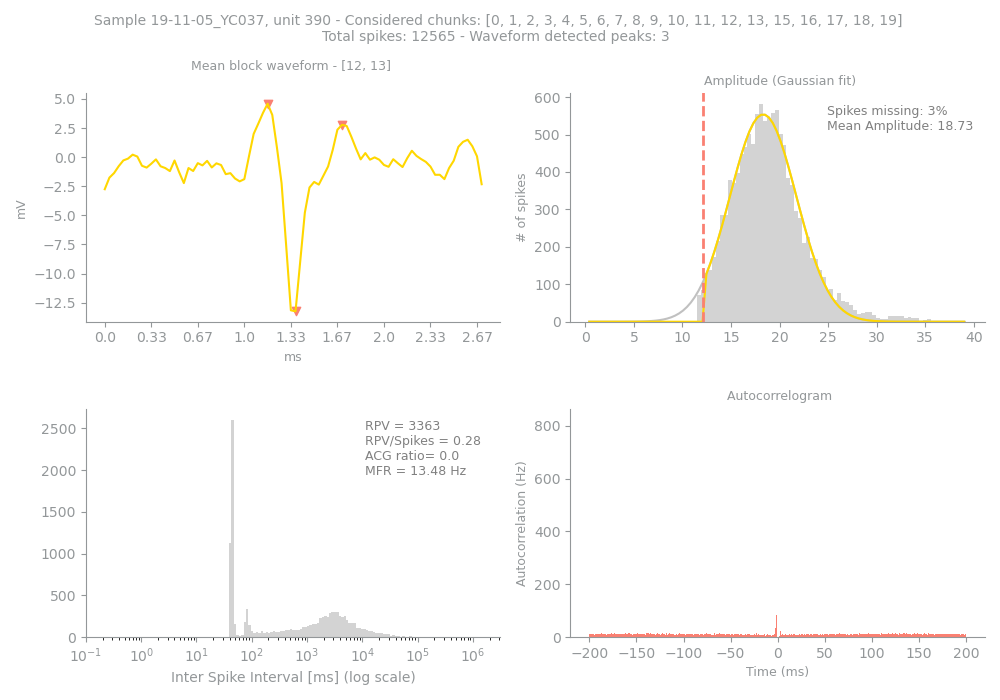 Sample 19-11-05_YC037, unit 390 - Considered chunks: [0, 1, 2, 3, 4, 5, 6, 7, 8, 9, 10, 11, 12, 13, 15, 16, 17, 18, 19]
Total spikes: 12565 - Waveform detected peaks: 3
Mean block waveform - [12, 13]
5.0
2.5
0.0
−2.5
−5.0
−7.5
−10.0
−12.5
mV
0.0 0.33 0.67 1.0 1.33 1.67 2.0 2.33 2.67
ms
Amplitude (Gaussian fit)
Spikes missing: 3%
Mean Amplitude: 18.73
600
500
400
300
200
100
0
# of spikes
0 5 10 15 20 25 30 35 40
RPV = 3363
RPV/Spikes = 0.28
ACG ratio= 0.0
MFR = 13.48 Hz
2500
2000
1500
1000
500
0
10⁻¹ 10⁰ 10¹ 10² 10³ 10⁴ 10⁵ 10⁶
Inter Spike Interval [ms] (log scale)
Autocorrelogram
800
600
400
200
0
Autocorrelation (Hz)
−200 −150 −100 −50 0 50 100 150 200
Time (ms)